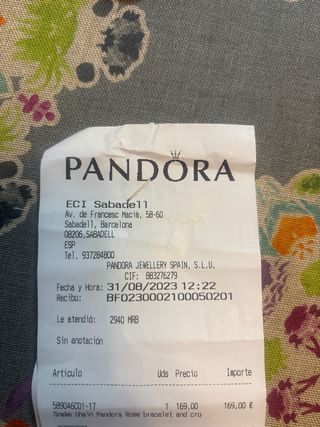 PANDORA
ECI Sabadell
Av. de Francesc Macià, 58-60
Sabadell, Barcelona
08206,SABADELL
ESP
Tel. 937284800
PANDORA JEWELLERY SPAIN, S.L.U.
CIF: B83276279
Fecha y Hora: 31/08/2023 12:22
Recibo: BF0230002100050201
Le atendió: 2940 MRB
Sin anotación
Artículo Uds Precio Importe
589046C01-17 1 169,00 169,00 €
Snake chain Pandora Rose bracelet and cro